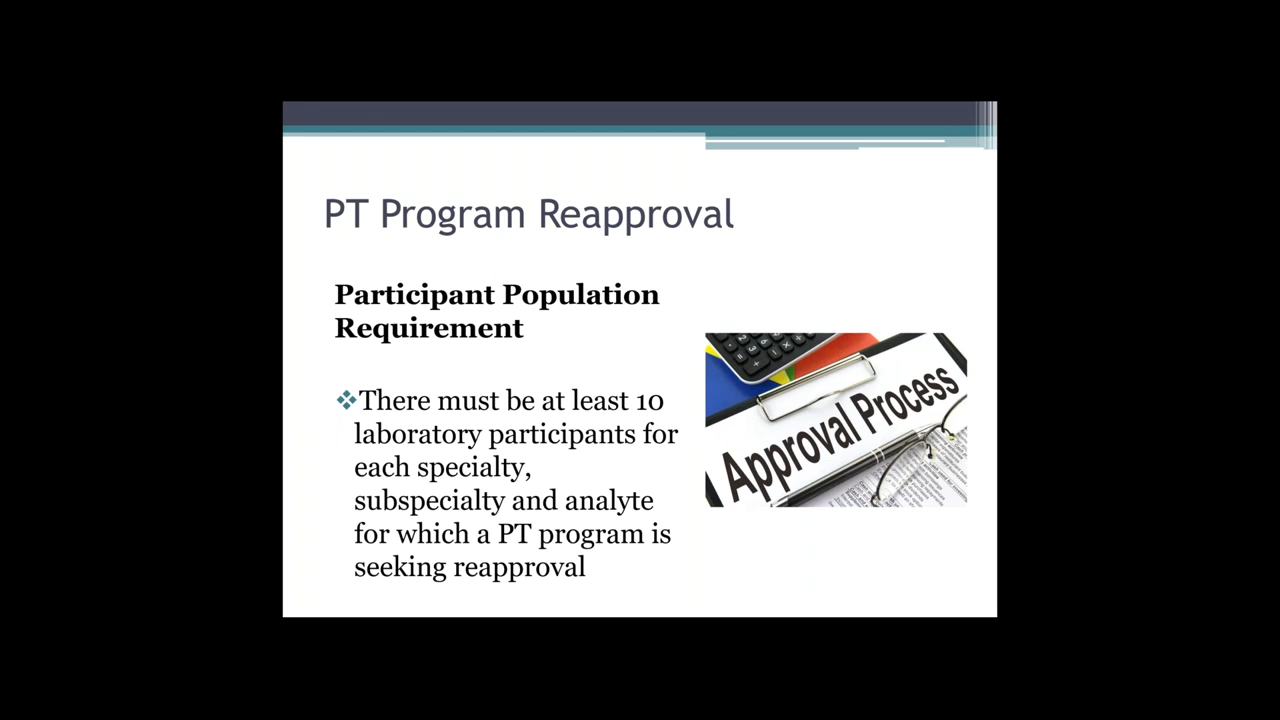 PT Program Reapproval
Participant Population
Requirement
❖There must be at least 10
laboratory participants for
each specialty,
subspecialty and analyte
for which a PT program is
seeking reapproval
Approval Process